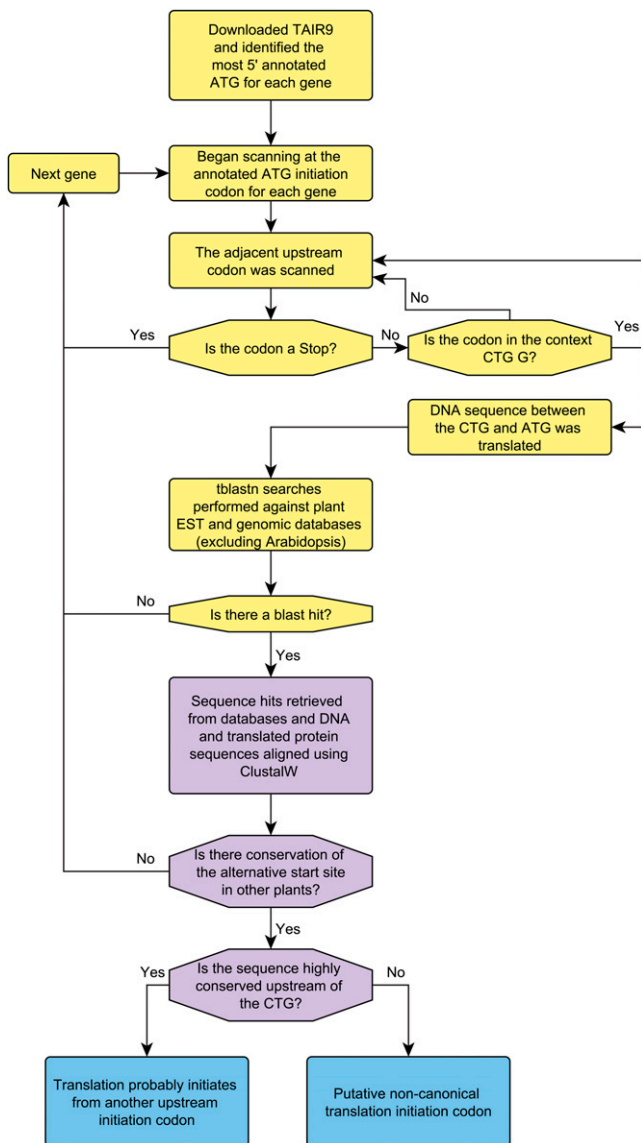 Downloaded TAIR9
and identified the
most 5' annotated
ATG for each gene
Next gene
Began scanning at the
annotated ATG initiation
codon for each gene
The adjacent upstream
codon was scanned
No
Yes
Is the codon a Stop?
No
Is the codon in the context
CTG G?
Yes
DNA sequence between
the CTG and ATG was
translated
tblastn searches
performed against plant
EST and genomic databases
(excluding Arabidopsis)
No
Is there a blast hit?
Yes
Sequence hits retrieved
from databases and DNA
and translated protein
sequences aligned using
ClustalW
No
Is there conservation of
the alternative start site
in other plants?
Yes
Yes
Is the sequence highly
conserved upstream of
the CTG?
No
Translation probably initiates
from another upstream
initiation codon
Putative non-canonical
translation initiation codon